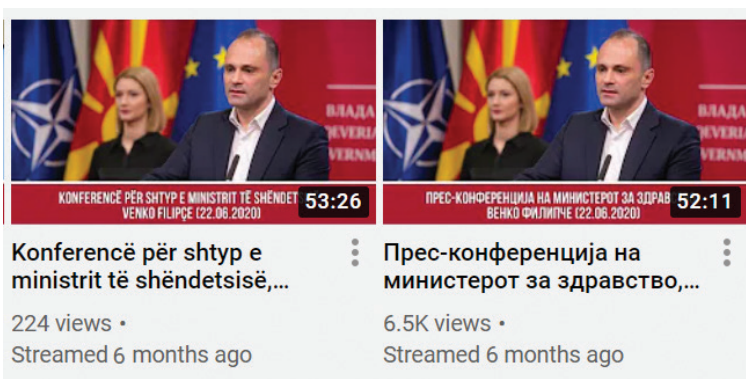 ВЛАДА
KONFERENCË PËR SHTYP E MINISTRIT TË SHËNDET
VENKO FILIPÇE (22.06.2020)
53:26
Konferencë për shtyp e
ministrit të shëndetsisë,...
224 views •
Streamed 6 months ago
ВЛАДА
ПРЕС-КОНФЕРЕНЦИЈА НА МИНИСТЕРОТ ЗА ЗДРАВ
ВЕНКО ФИЛИПЧЕ (22.06.2020)
52:11
Прес-конференција на
министерот за здравство,...
6.5K views •
Streamed 6 months ago